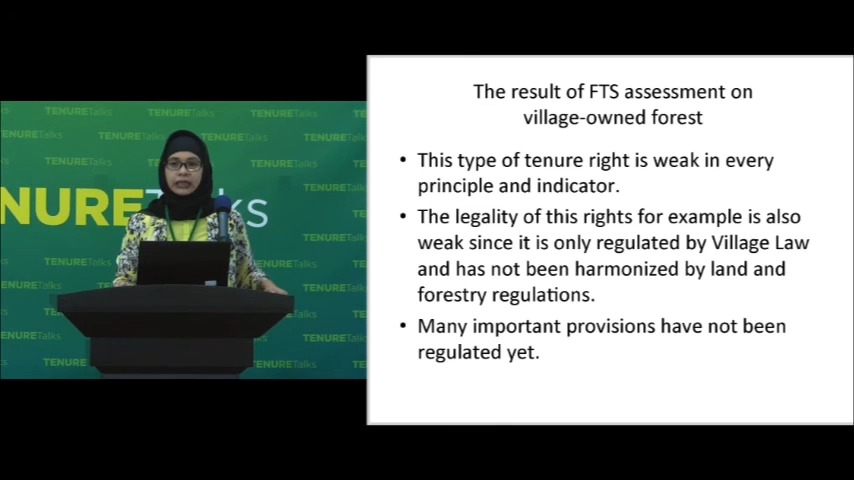 TENURETalks
TENURETalks
TENURETalks
TENURETalks
TENURETalks
TENURETalks
TENURETalks
NURETalks
TENURETalks
TENURETalks
TENURETalks
TENURETalks
TENURETalks
TENURETalks
The result of FTS assessment on
village-owned forest
• This type of tenure right is weak in every
principle and indicator.
• The legality of this rights for example is also
weak since it is only regulated by Village Law
and has not been harmonized by land and
forestry regulations.
• Many important provisions have not been
regulated yet.